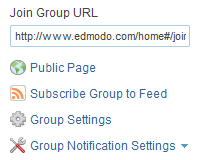 Join Group URL
http://www.edmodo.com/home#/joi
Public Page
Subscribe Group to Feed
Group Settings
Group Notification Settings